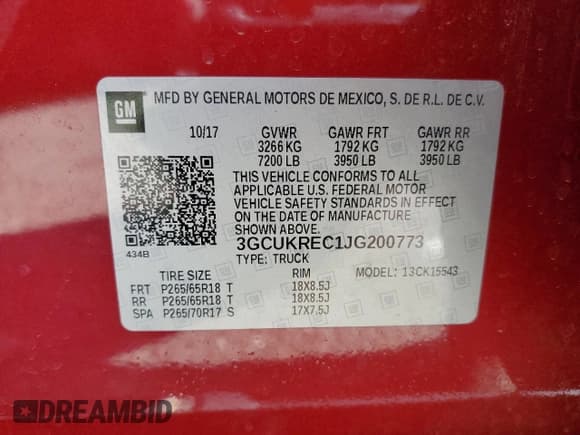 GM MFD BY GENERAL MOTORS DE MEXICO, S. DE R.L. DE C.V.
10/17 GVWR GAWR FRT GAWR RR
3266 KG 1792 KG 1792 KG
7200 LB 3950 LB 3950 LB
THIS VEHICLE CONFORMS TO ALL
APPLICABLE U.S. FEDERAL MOTOR
VEHICLE SAFETY STANDARDS IN EFFECT
ON THE DATE OF MANUFACTURE
SHOWN ABOVE.
3GCUKREC1JG200773
434B TYPE: TRUCK
TIRE SIZE RIM MODEL: 13CK15543
FRT P265/65R18 T 18X8.5J
RR P265/65R18 T 18X8.5J
SPA P265/70R17 S 17X7.5J
DREAMBID